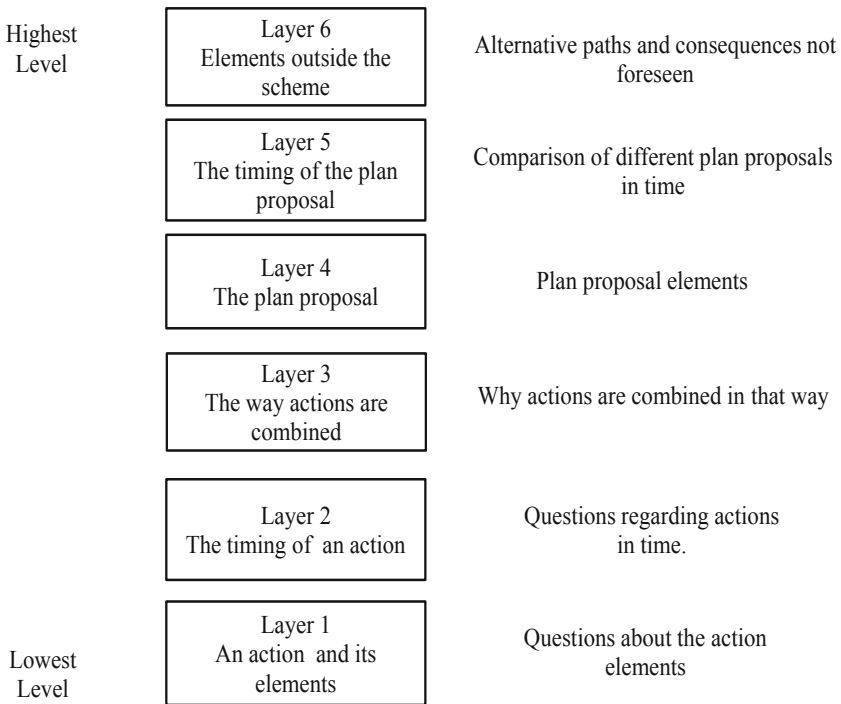 Highest
Level
Layer 6
Elements outside the
scheme
Alternative paths and consequences not
foreseen
Layer 5
The timing of the plan
proposal
Comparison of different plan proposals
in time
Layer 4
The plan proposal
Plan proposal elements
Layer 3
The way actions are
combined
Why actions are combined in that way
Layer 2
The timing of an action
Questions regarding actions
in time.
Lowest
Level
Layer 1
An action and its
elements
Questions about the action
elements